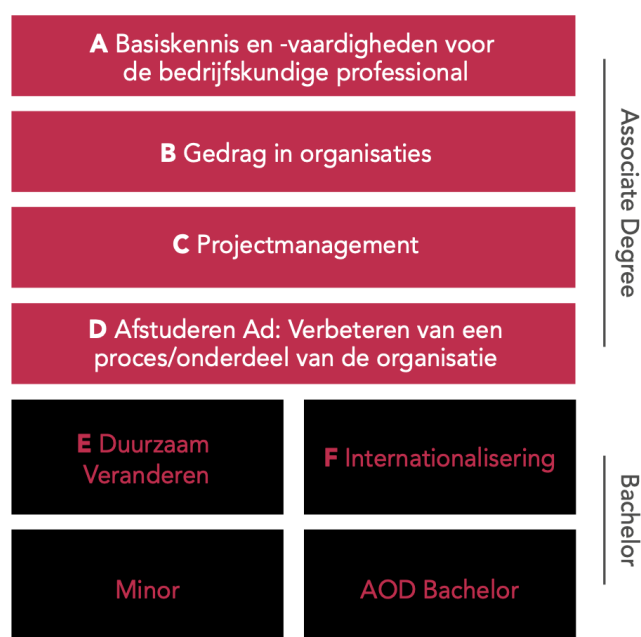 A Basiskennis en -vaardigheden voor
de bedrijfskundige professional
B Gedrag in organisaties
C Projectmanagement
D Afstuderen Ad: Verbeteren van een
proces/onderdeel van de organisatie
Associate Degree
E Duurzaam
Veranderen
F Internationalisering
Minor
AOD Bachelor
Bachelor